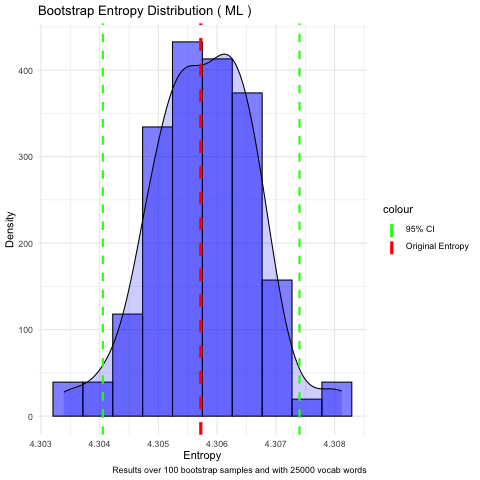 Bootstrap Entropy Distribution ( ML )
400
300
200
100
0
Density
4.303 4.304 4.305 4.306 4.307 4.308
Entropy
colour
95% CI
Original Entropy
Results over 100 bootstrap samples and with 25000 vocab words